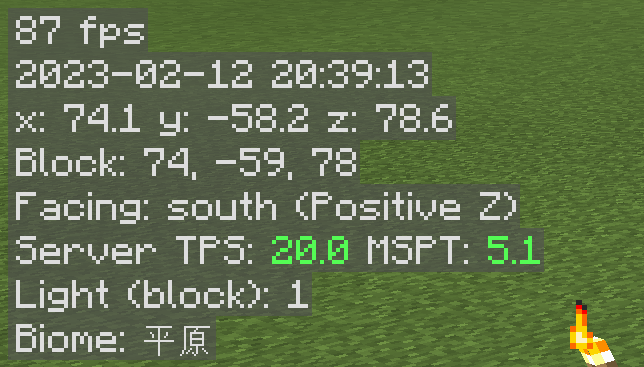 87 fps
2023-02-12 20:39:13
x: 74.1 y: -58.2 z: 78.6
Block: 74, -59, 78
Facing: south (Positive Z)
Server TPS: 20.0 MSPT: 5.1
Light (block): 1
Biome: 平原